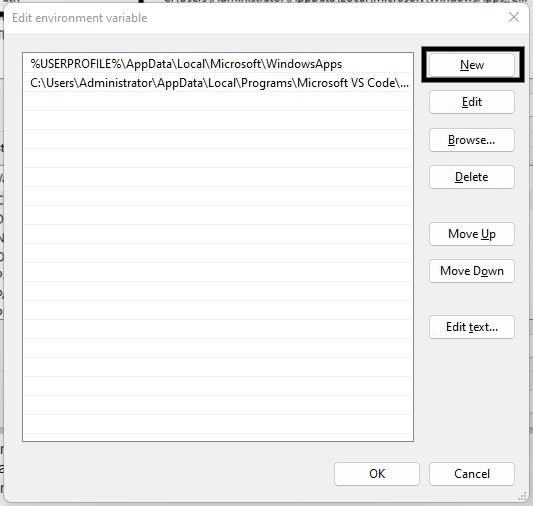 Edit environment variable
%USERPROFILE%\AppData\Local\Microsoft\WindowsApps
C:\Users\Administrator\AppData\Local\Programs\Microsoft VS Code\...
New
Edit
Browse...
Delete
Move Up
Move Down
Edit text...
OK
Cancel